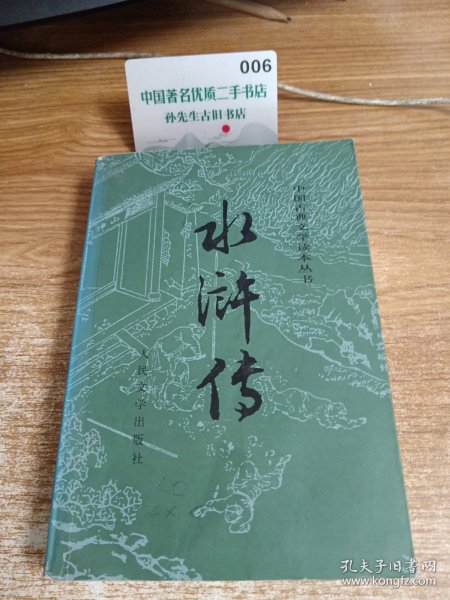 006
中国著名优质二手书店
孙先生古旧书店
中国古典文学读本丛书
水浒传
人民文学出版社
孔夫子旧书网
www.kongfz.com